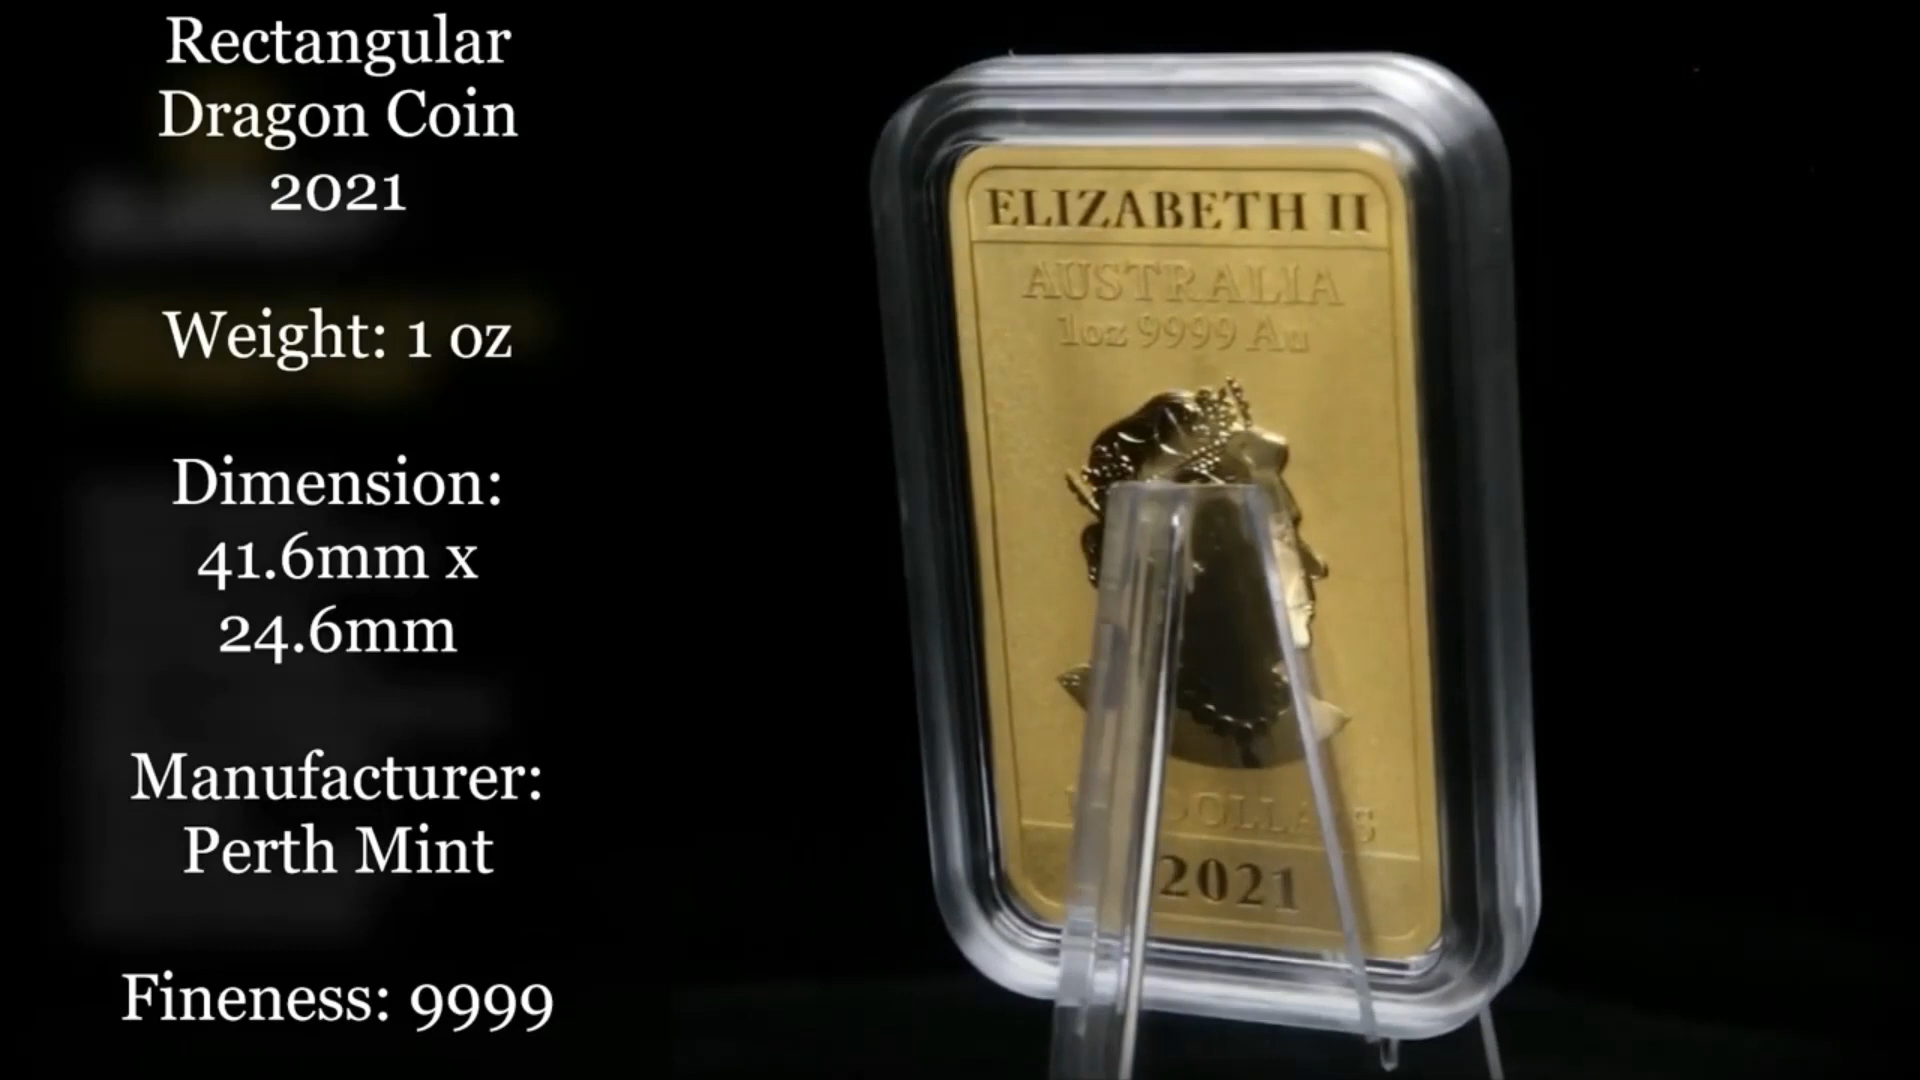 Rectangular
Dragon Coin
2021
Weight: 1 oz
Dimension:
41.6mm x
24.6mm
Manufacturer:
Perth Mint
Fineness: 9999
ELIZABETH II
AUSTRALIA
1oz 9999 Au
2021